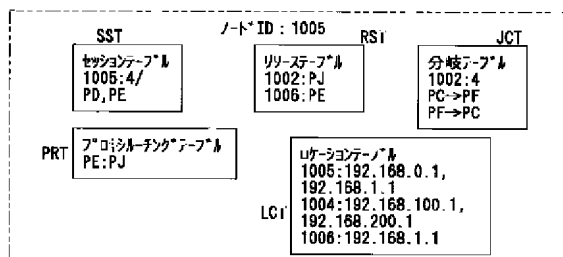 ノードID：1005
SST
セッションテーブル
1005:4/
PD,PE
RST
リソーステーブル
1002:PJ
1006:PE
JCT
分岐テーブル
1002:4
PC->PF
PF->PC
PRT
プロミシルーチングテーブル
PE:PJ
LCT
ロケーションテーブル
1005:192.168.0.1,
192.168.1.1
1004:192.168.100.1,
192.168.200.1
1006:192.168.1.1